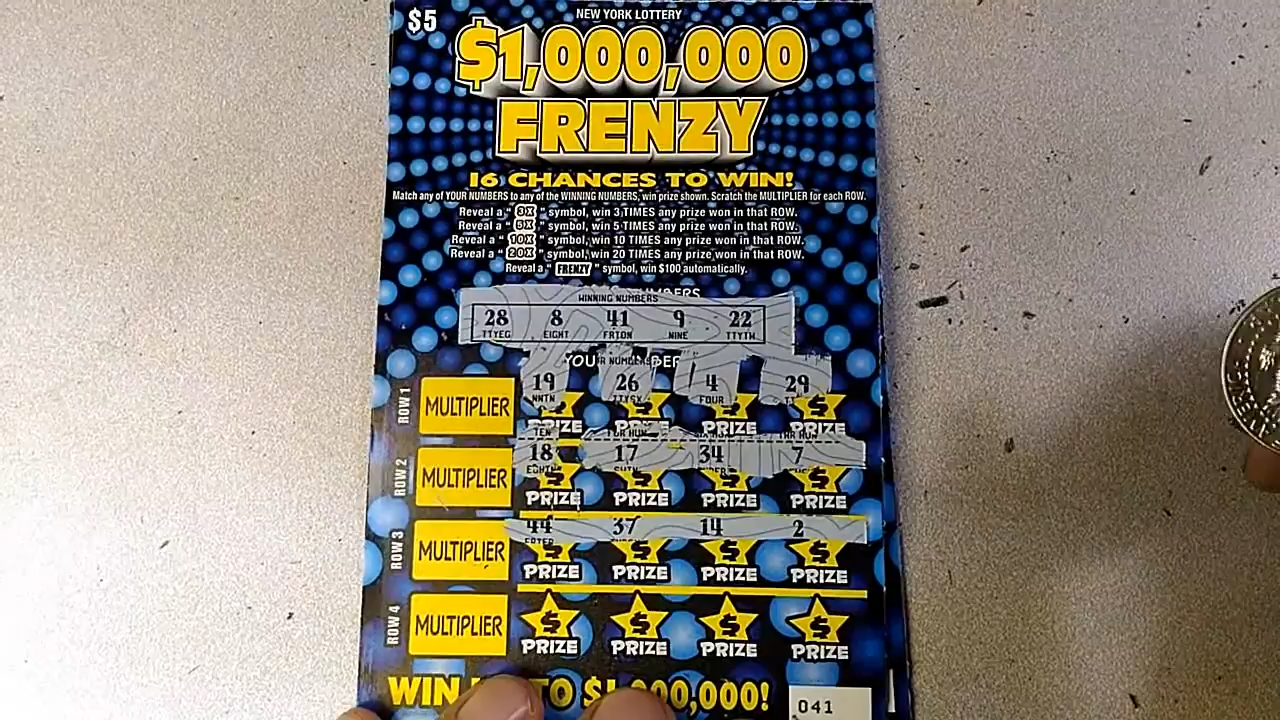 $5
NEW YORK LOTTERY
$1,000,000
FRENZY
16 CHANCES TO WIN!
Match any of YOUR NUMBERS to any of the WINNING NUMBERS, win prize shown. Scratch the MULTIPLIER for each ROW.
Reveal a "3X" symbol, win 3 TIMES any prize won in that ROW.
Reveal a "5X" symbol, win 5 TIMES any prize won in that ROW.
Reveal a "10X" symbol, win 10 TIMES any prize won in that ROW.
Reveal a "20X" symbol, win 20 TIMES any prize won in that ROW.
Reveal a "FRENZY" symbol, win $100 automatically.
WINNING NUMBERS
28 8 41 9 22
TTYEG EIGHT FRTON NINE TTYTW
ROW 1 MULTIPLIER 19 26 4 29
NNTN TTYSX FOUR
$ $ $ $
PRIZE PRIZE PRIZE PRIZE
TEN
ROW 2 MULTIPLIER 18 17 34 7
$ $ $ $
PRIZE PRIZE PRIZE PRIZE
ROW 3 MULTIPLIER 44 37 14 2
$ $ $ $
PRIZE PRIZE PRIZE PRIZE
ROW 4 MULTIPLIER $ $ $ $
PRIZE PRIZE PRIZE PRIZE
WIN TO $1,000,000!
041